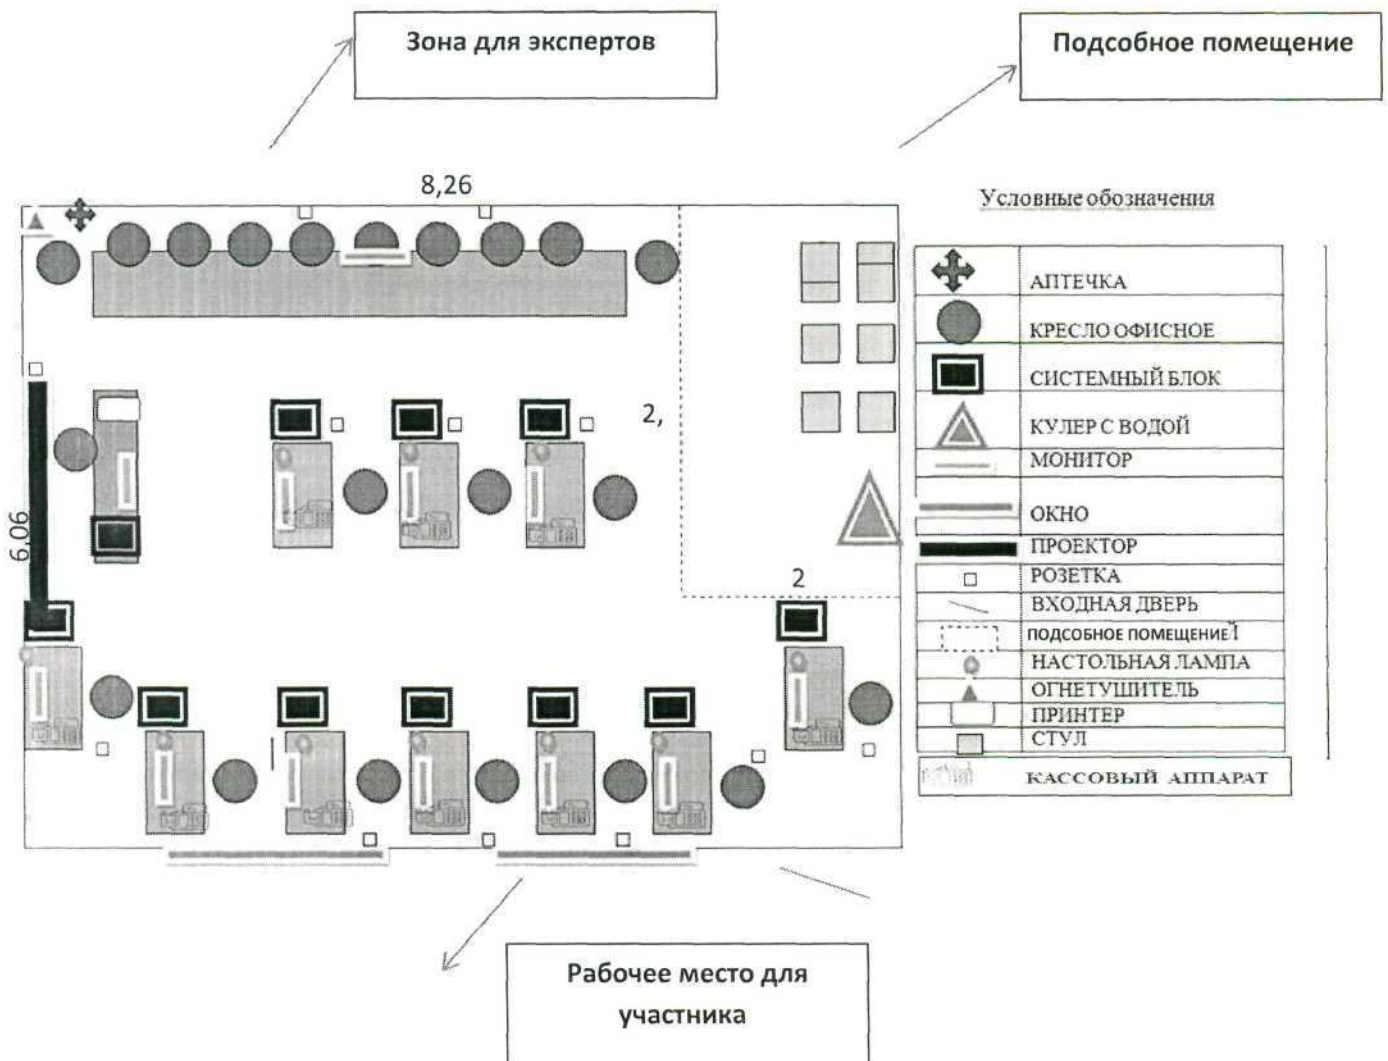 Зона для экспертов
Подсобное помещение
8,26
Условные обозначения
АПТЕЧКА
КРЕСЛО ОФИСНОЕ
СИСТЕМНЫЙ БЛОК
2,
КУЛЕР С ВОДОЙ
МОНИТОР
ОКНО
6,06
ПРОЕКТОР
2
РОЗЕТКА
ВХОДНАЯ ДВЕРЬ
ПОДСОБНОЕ ПОМЕЩЕНИЕ
НАСТОЛЬНАЯ ЛАМПА
ОГНЕТУШИТЕЛЬ
ПРИНТЕР
СТУЛ
КАССОВЫЙ АППАРАТ
Рабочее место для
участника